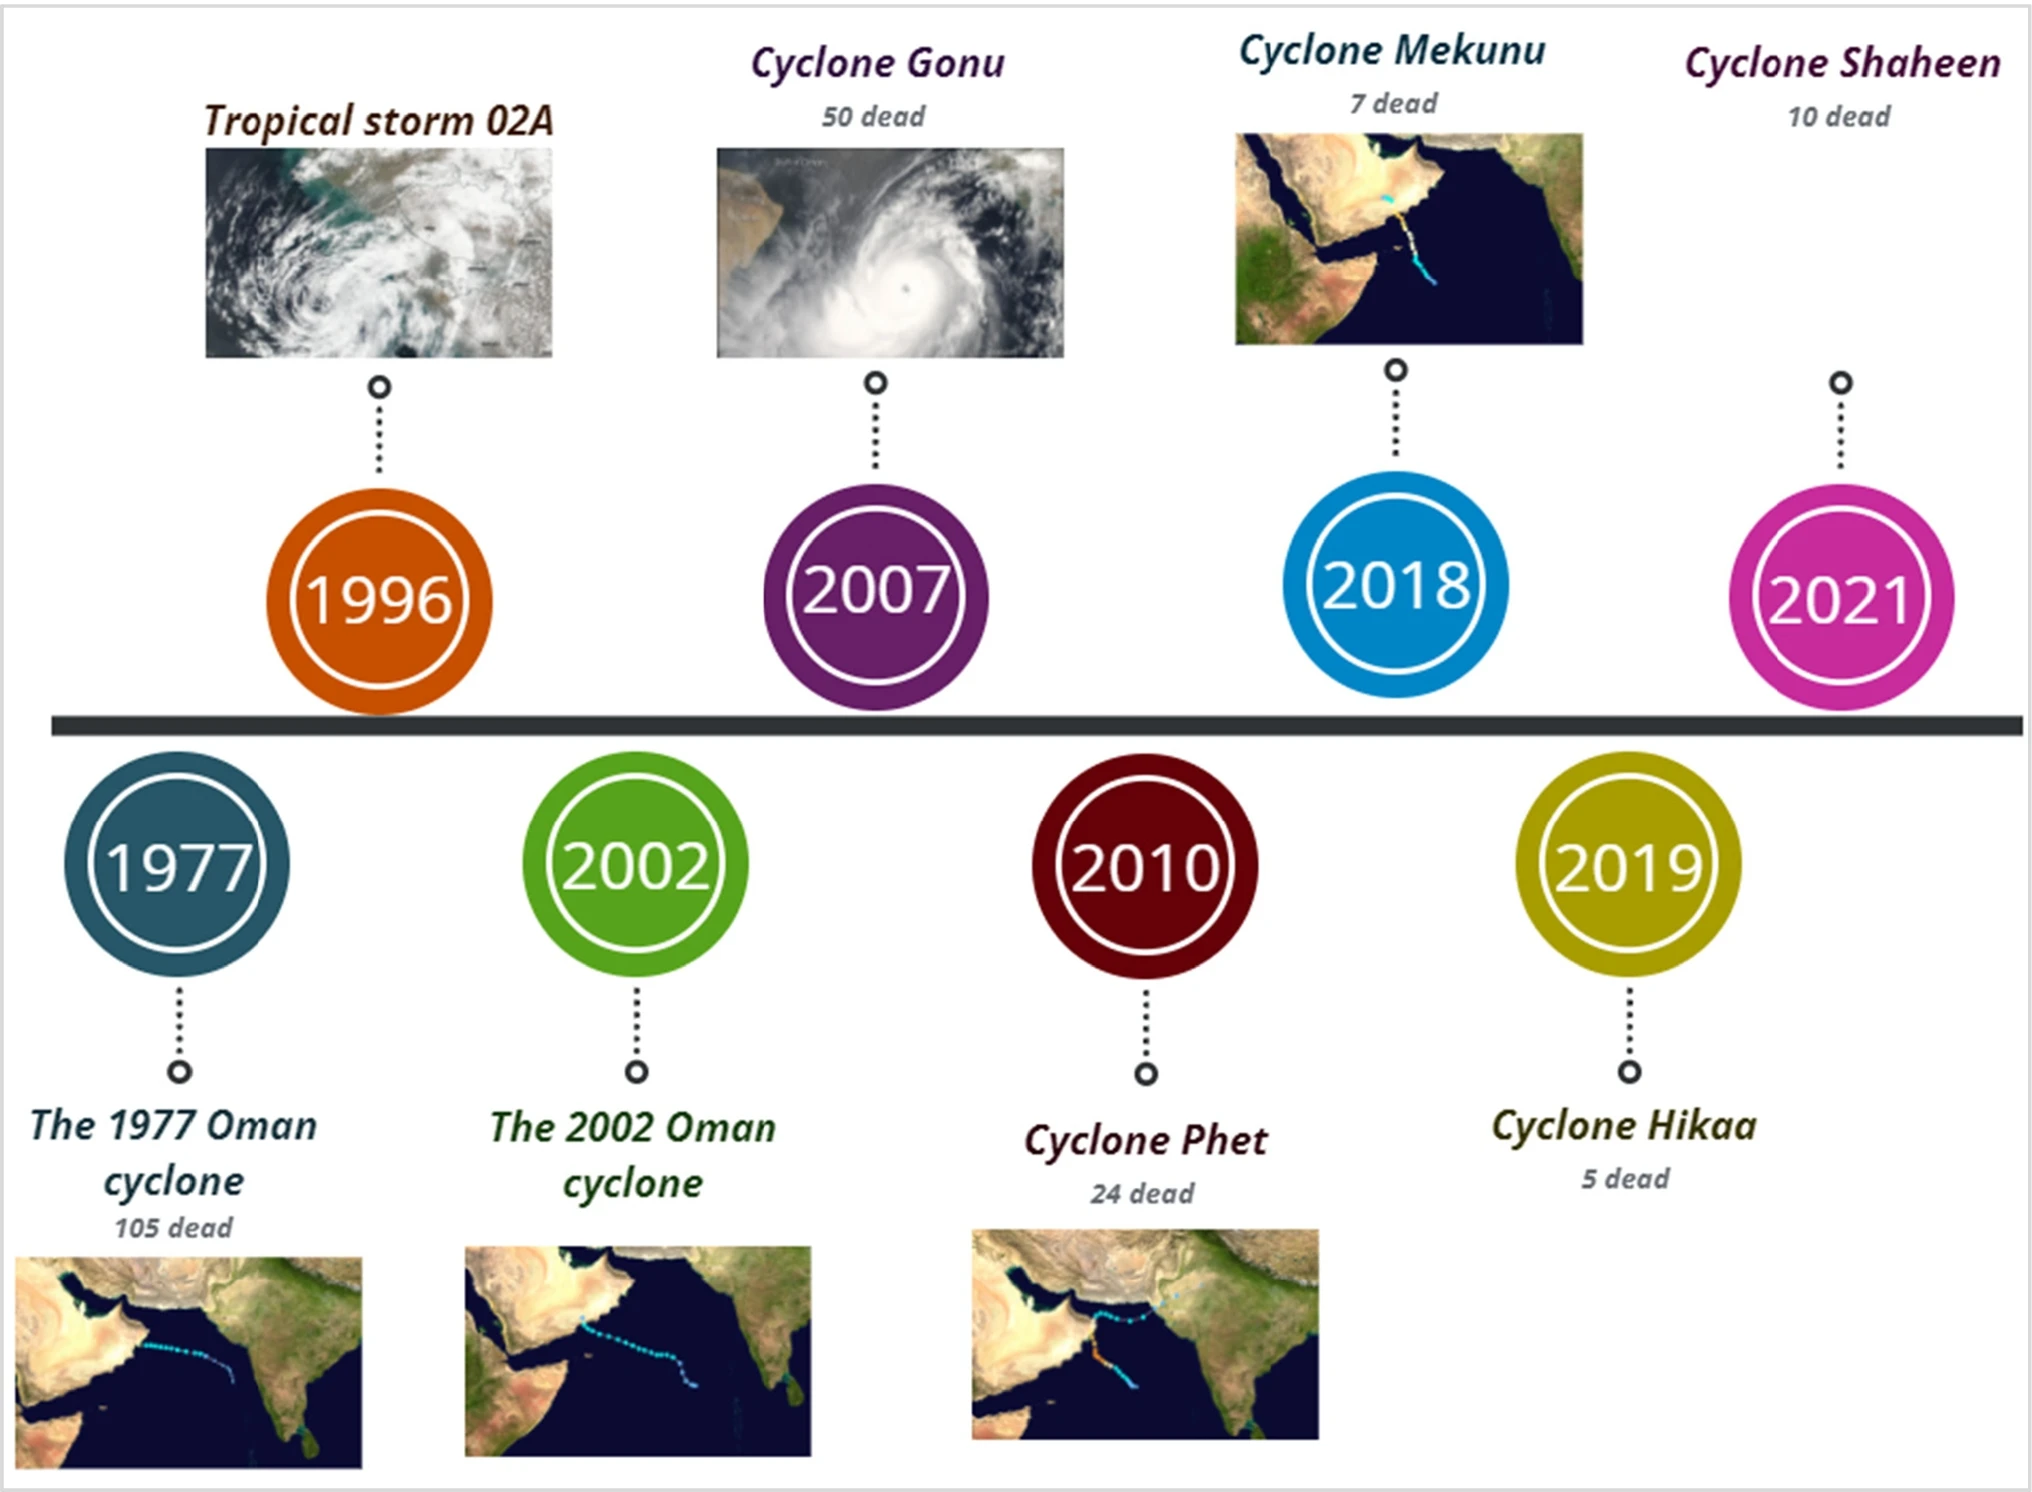 Tropical storm 02A
Cyclone Gonu
50 dead
Cyclone Mekunu
7 dead
Cyclone Shaheen
10 dead
1996
2007
2018
2021
1977
2002
2010
2019
The 1977 Oman
cyclone
105 dead
The 2002 Oman
cyclone
Cyclone Phet
24 dead
Cyclone Hikaa
5 dead